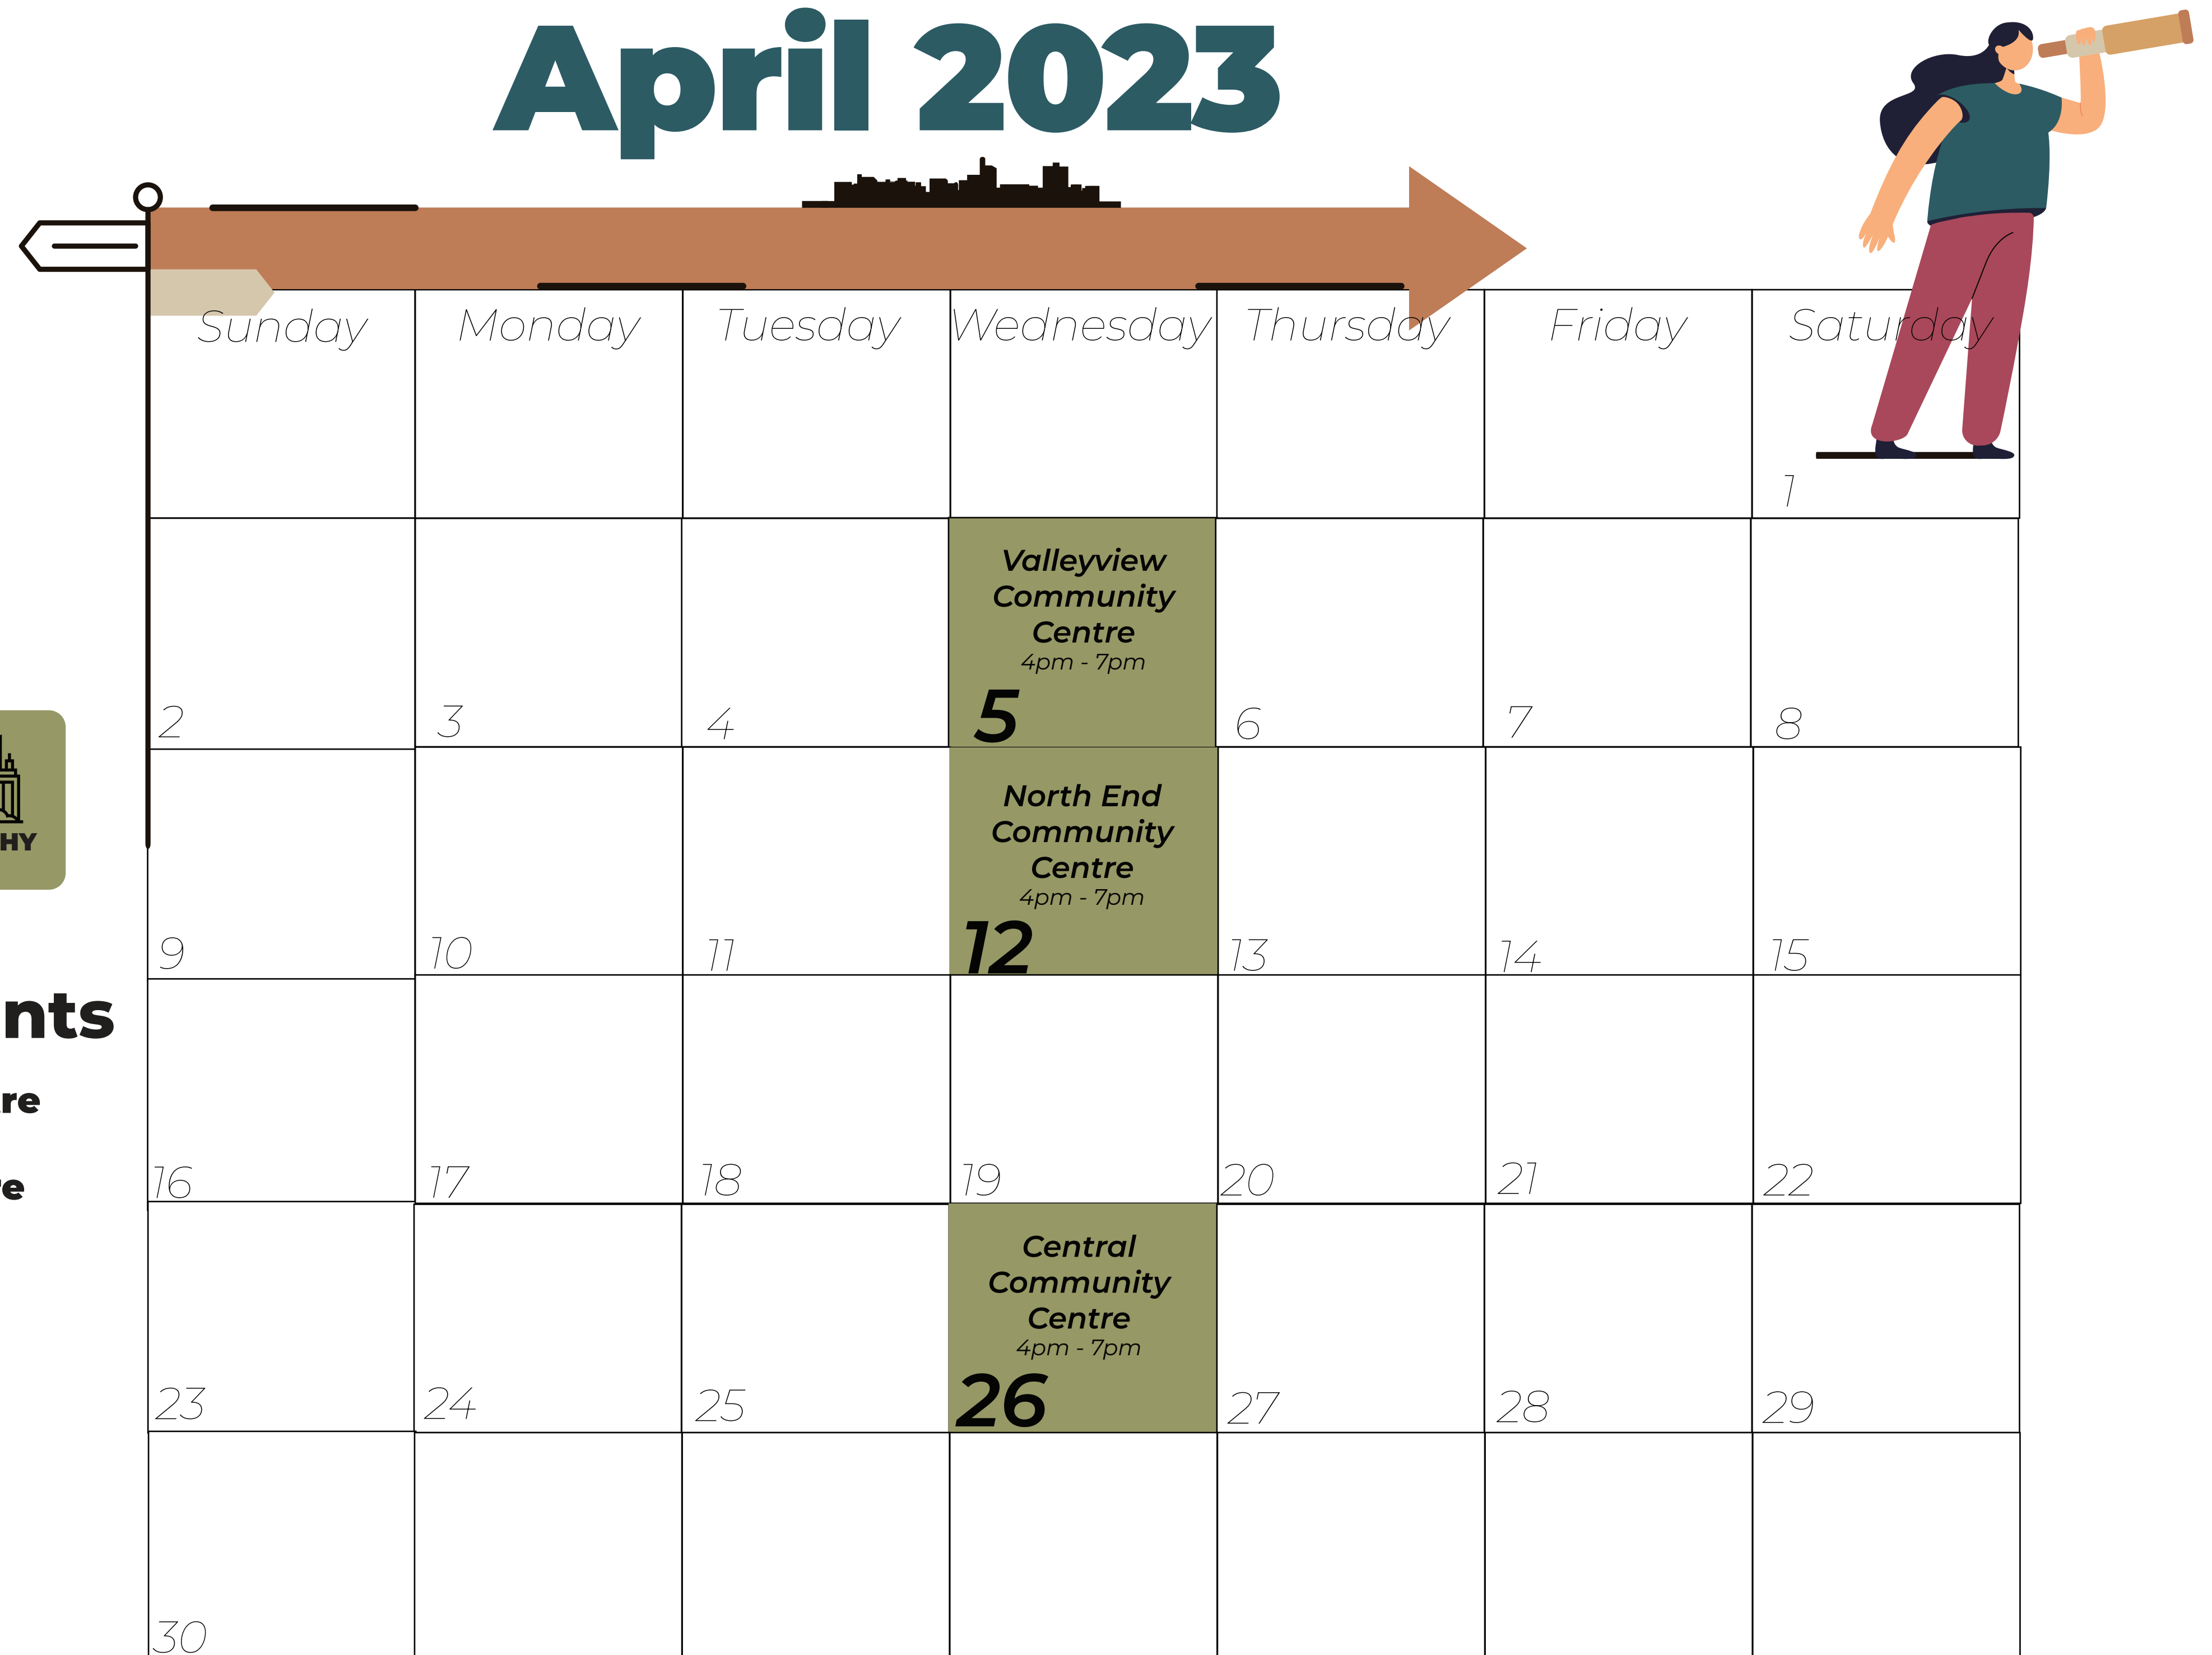 April 2023
Sunday Monday Tuesday Wednesday Thursday Friday Saturday
1
Valleyview
Community
Centre
4pm - 7pm
2 3 4 5 6 7 8
HY
North End
Community
Centre
4pm - 7pm
9 10 11 12 13 14 15
nts
re
e
16 17 18 19 20 21 22
Central
Community
Centre
4pm - 7pm
23 24 25 26 27 28 29
30